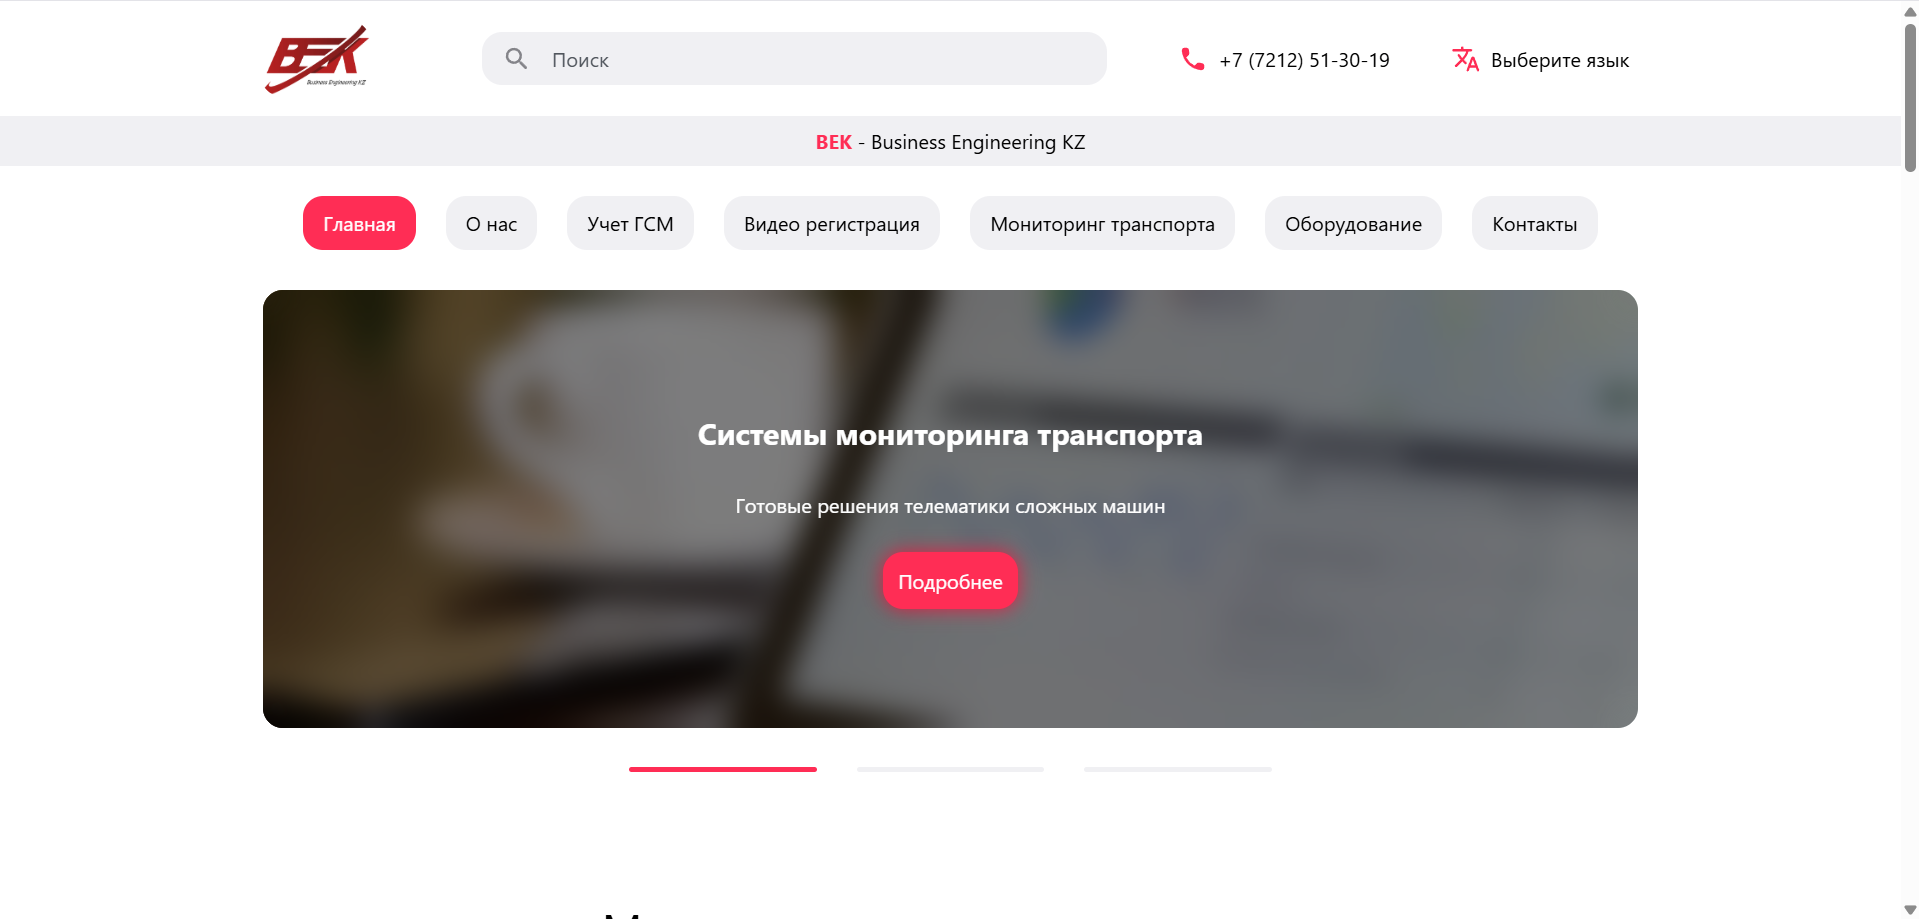 BEK
Business Engineering KZ
Поиск
+7 (7212) 51-30-19
Выберите язык
BEK - Business Engineering KZ
Главная
О нас
Учет ГСМ
Видео регистрация
Мониторинг транспорта
Оборудование
Контакты
Системы мониторинга транспорта
Готовые решения телематики сложных машин
Подробнее